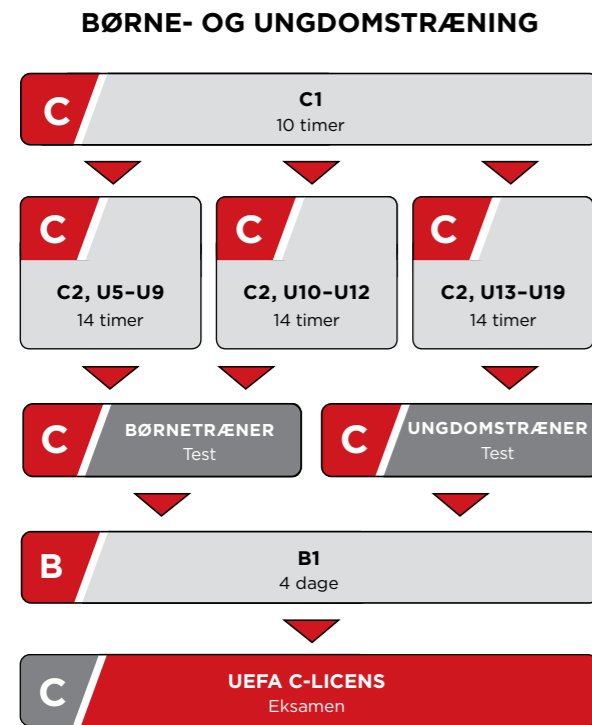 BØRNE- OG UNGDOMSTRÆNING
C
C1
10 timer
C
C2, U5–U9
14 timer
C
C2, U10–U12
14 timer
C
C2, U13–U19
14 timer
C
BØRNETRÆNER
Test
C
UNGDOMSTRÆNER
Test
B
B1
4 dage
C
UEFA C-LICENS
Eksamen